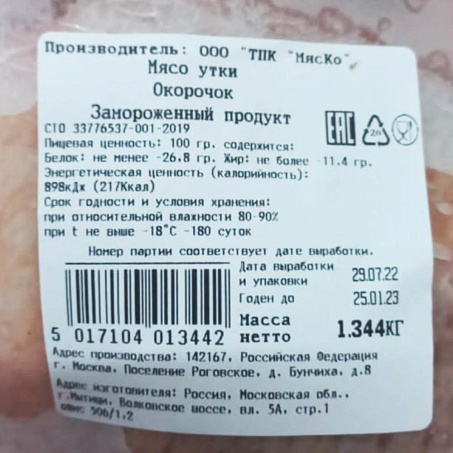 Производитель: ООО "ТПК "МясКо"
Мясо утки
Окорочок
Замороженный продукт
СТО 33776537-001-2019
Пищевая ценность: 100 гр. содержится:
Белок: не менее -26.8 гр. Жир: не более -11.4 гр.
Энергетическая ценность (калорийность):
898кДж (217Ккал)
Срок годности и условия хранения:
при относительной влажности 80-90%
при t не выше -18°C -180 суток
EAC
Номер партии соответствует дате выработки.
Дата выработки и упаковки 29.07.22
Годен до 25.01.23
Масса нетто 1.344КГ
5 017104 013442
Адрес производства: 142167, Российская Федерация
г. Москва, Поселение Роговское, д. Бунчиха, д.8
Адрес изготовителя: Россия, Московская обл.,
г.Мытищи, Волковское шоссе, вл. 5А, стр.1
офис 506/1,2